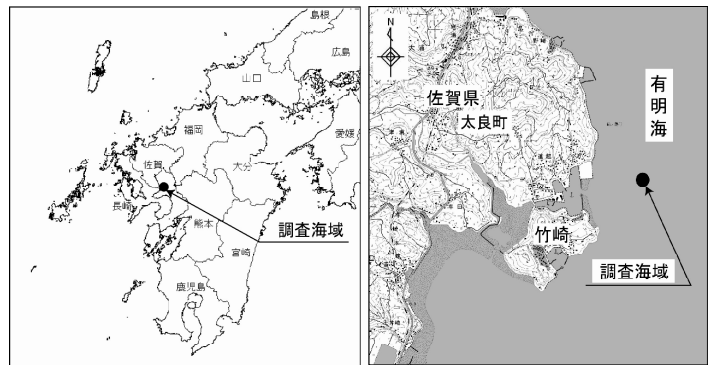 島根
広島
山口
福岡
愛媛
佐賀
大分
長崎
熊本
調査海域
宮崎
鹿児島
N
佐賀県
太良町
有明海
竹崎
調査海域